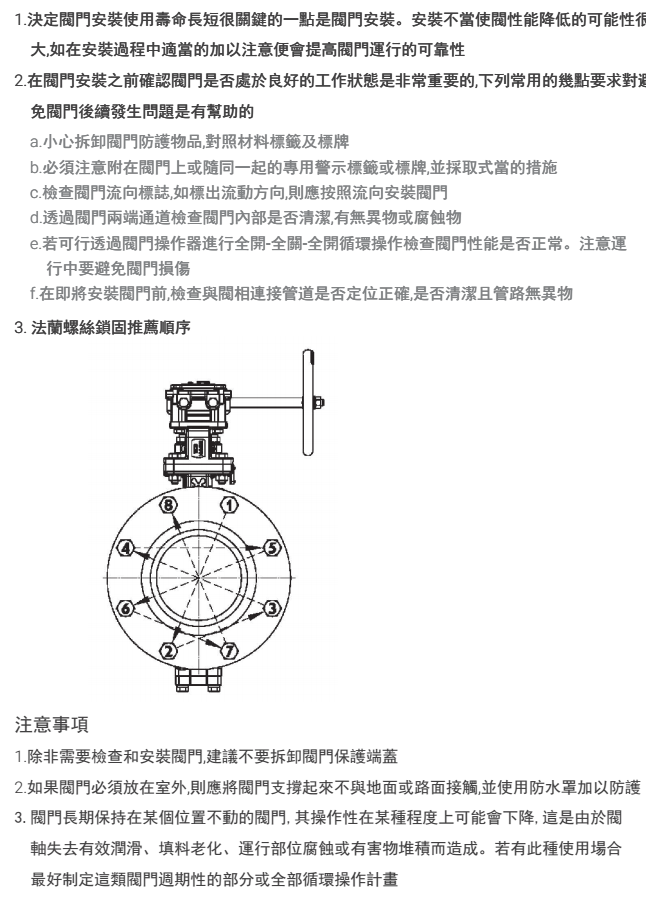 1.決定閥門安裝使用壽命長短很關鍵的一點是閥門安裝。安裝不當使閥性能降低的可能性很
大,如在安裝過程中適當的加以注意便會提高閥門運行的可靠性
2.在閥門安裝之前確認閥門是否處於良好的工作狀態是非常重要的,下列常用的幾點要求對避
免閥門後續發生問題是有幫助的
a.小心拆卸閥門防護物品,對照材料標籤及標牌
b.必須注意附在閥門上或隨同一起的專用警示標籤或標牌,並採取式當的措施
c.檢查閥門流向標誌,如標出流動方向,則應按照流向安裝閥門
d.透過閥門兩端通道檢查閥門內部是否清潔,有無異物或腐蝕物
e.若可行透過閥門操作器進行全開-全關-全開循環操作檢查閥門性能是否正常。注意運
行中要避免閥門損傷
f.在即將安裝閥門前,檢查與閥相連接管道是否定位正確,是否清潔且管路無異物
3. 法蘭螺絲鎖固推薦順序
8 1
4 5
6 3
2 7
注意事項
1.除非需要檢查和安裝閥門,建議不要拆卸閥門保護端蓋
2.如果閥門必須放在室外,則應將閥門支撐起來不與地面或路面接觸,並使用防水罩加以防護
3. 閥門長期保持在某個位置不動的閥門, 其操作性在某種程度上可能會下降, 這是由於閥
軸失去有效潤滑、填料老化、運行部位腐蝕或有害物堆積而造成。若有此種使用場合
最好制定這類閥門週期性的部分或全部循環操作計畫